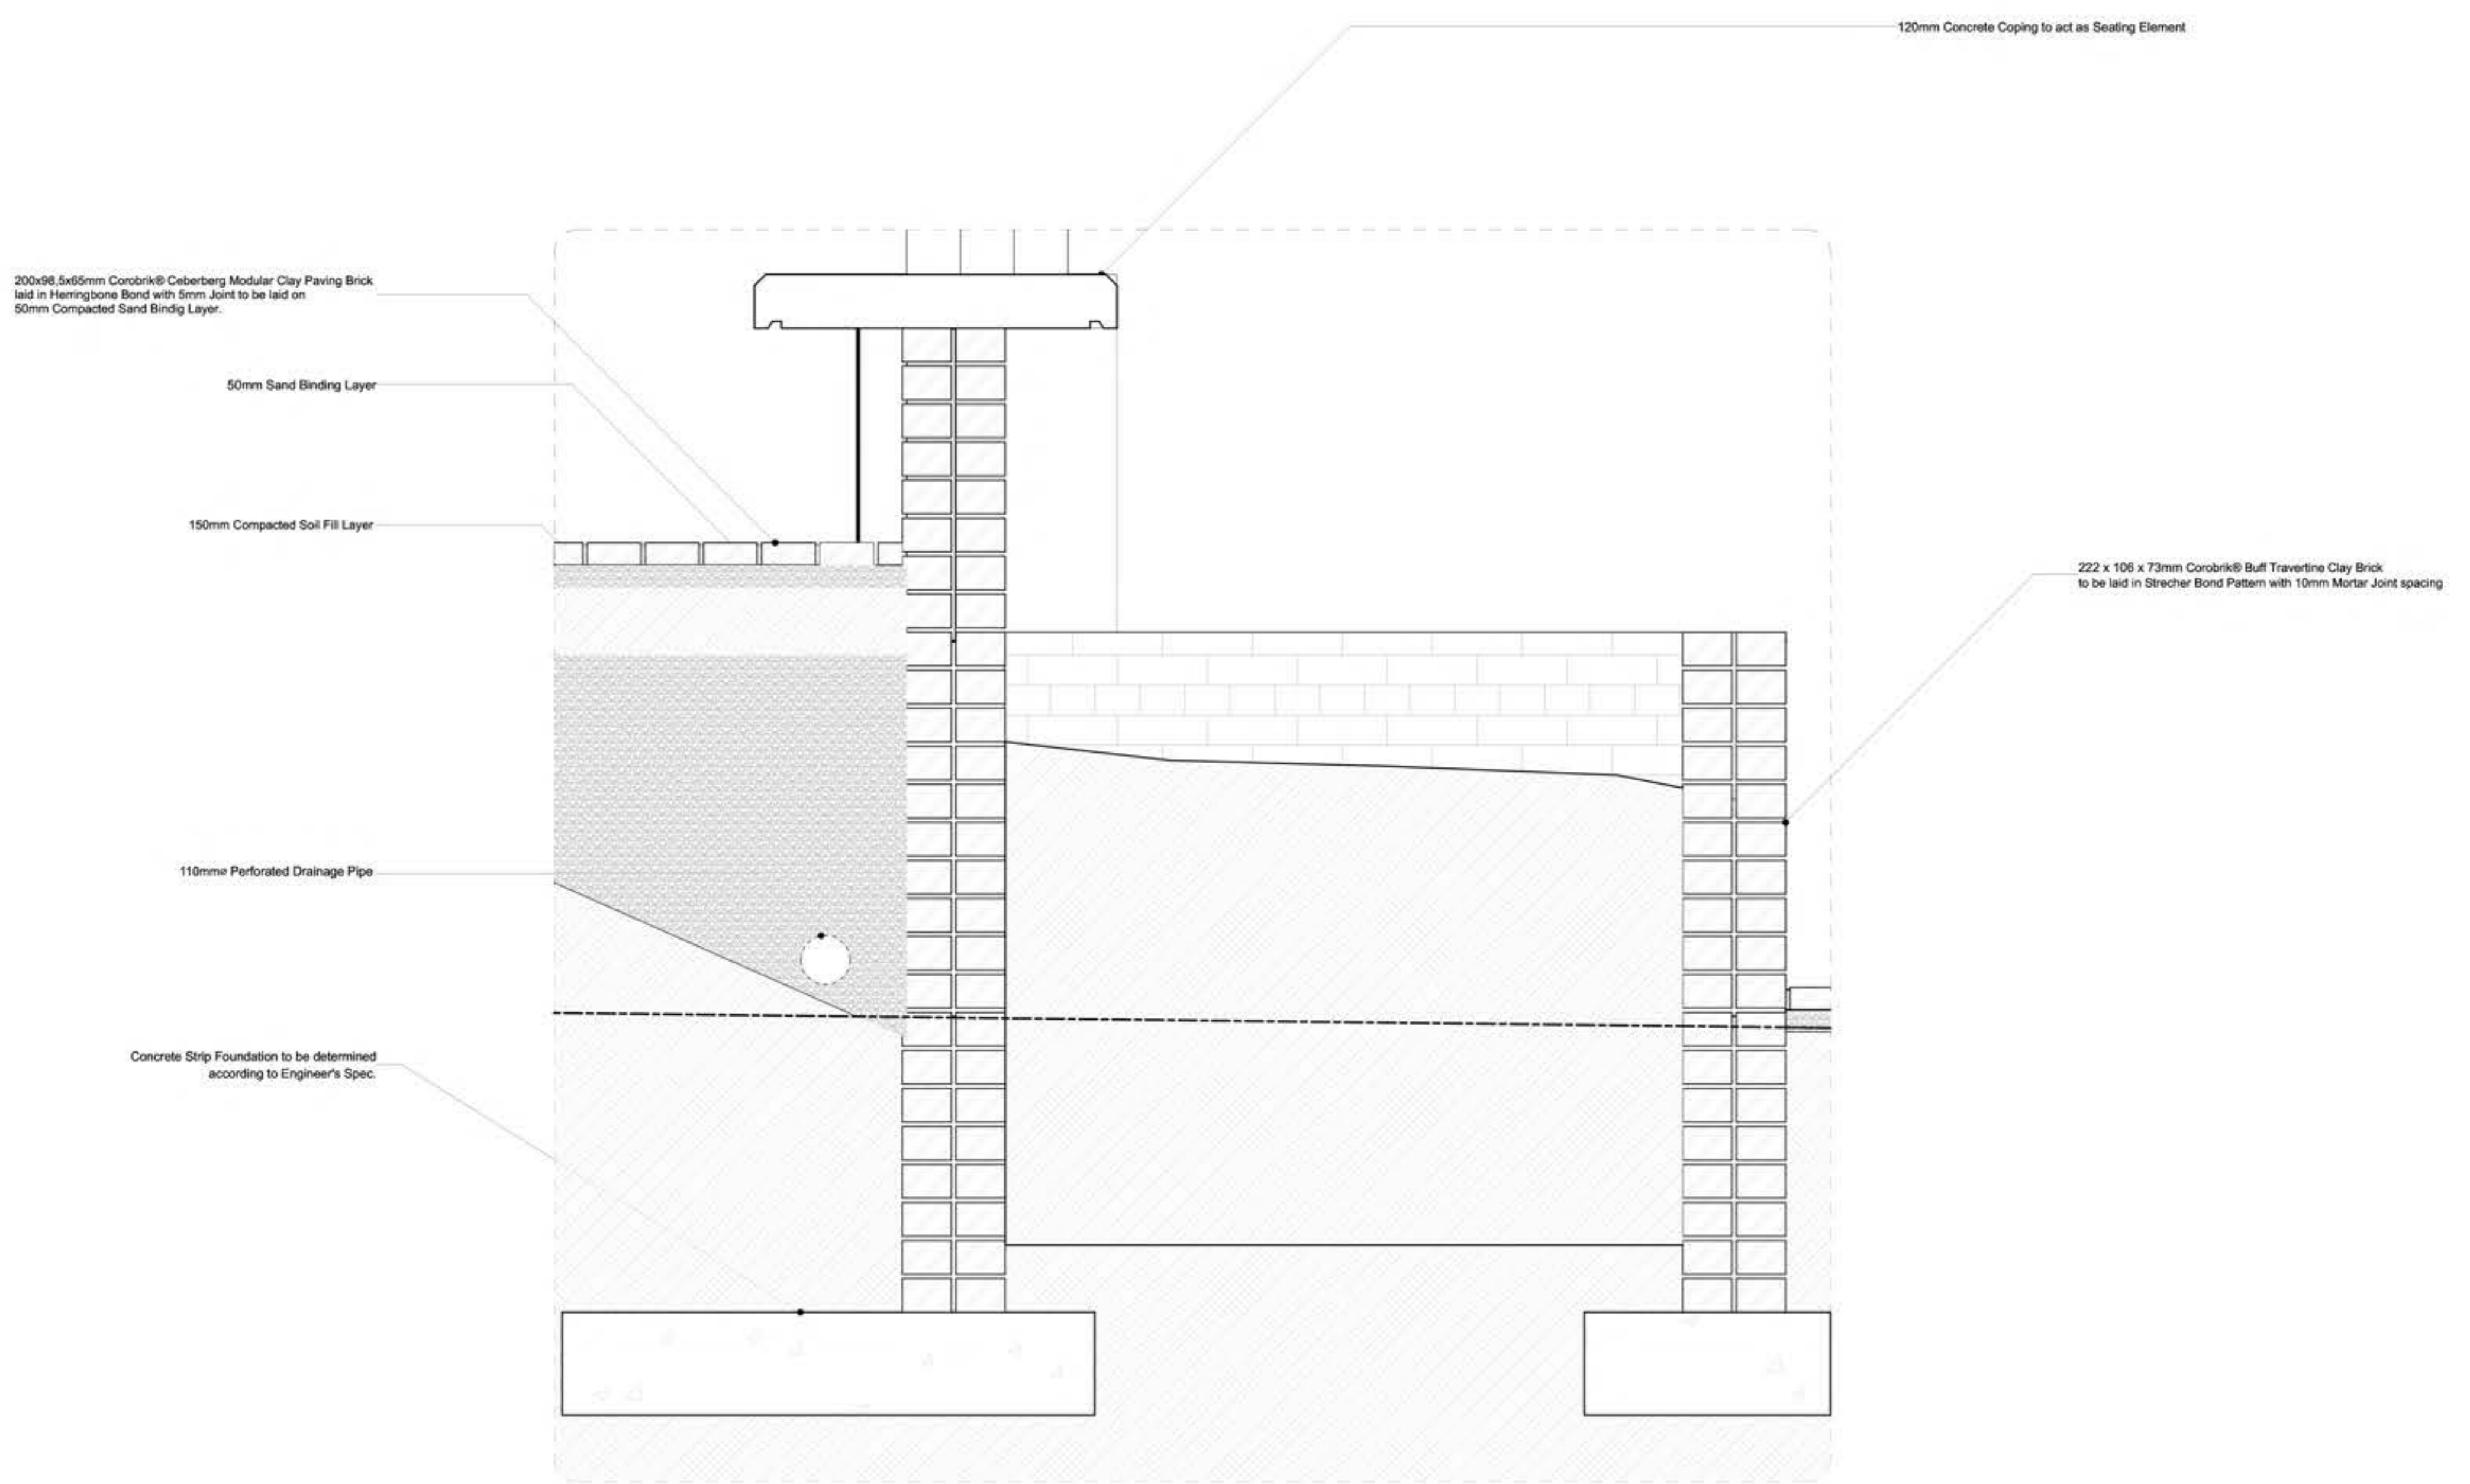 120mm Concrete Coping to act as Seating Element
200x98,5x65mm Corobrik® Ceberberg Modular Clay Paving Brick
laid in Herringbone Bond with 5mm Joint to be laid on
50mm Compacted Sand Bindig Layer.
50mm Sand Binding Layer
150mm Compacted Soil Fill Layer
222 x 106 x 73mm Corobrik® Buff Travertine Clay Brick
to be laid in Strecher Bond Pattern with 10mm Mortar Joint spacing
110mmø Perforated Drainage Pipe
Concrete Strip Foundation to be determined
according to Engineer's Spec.